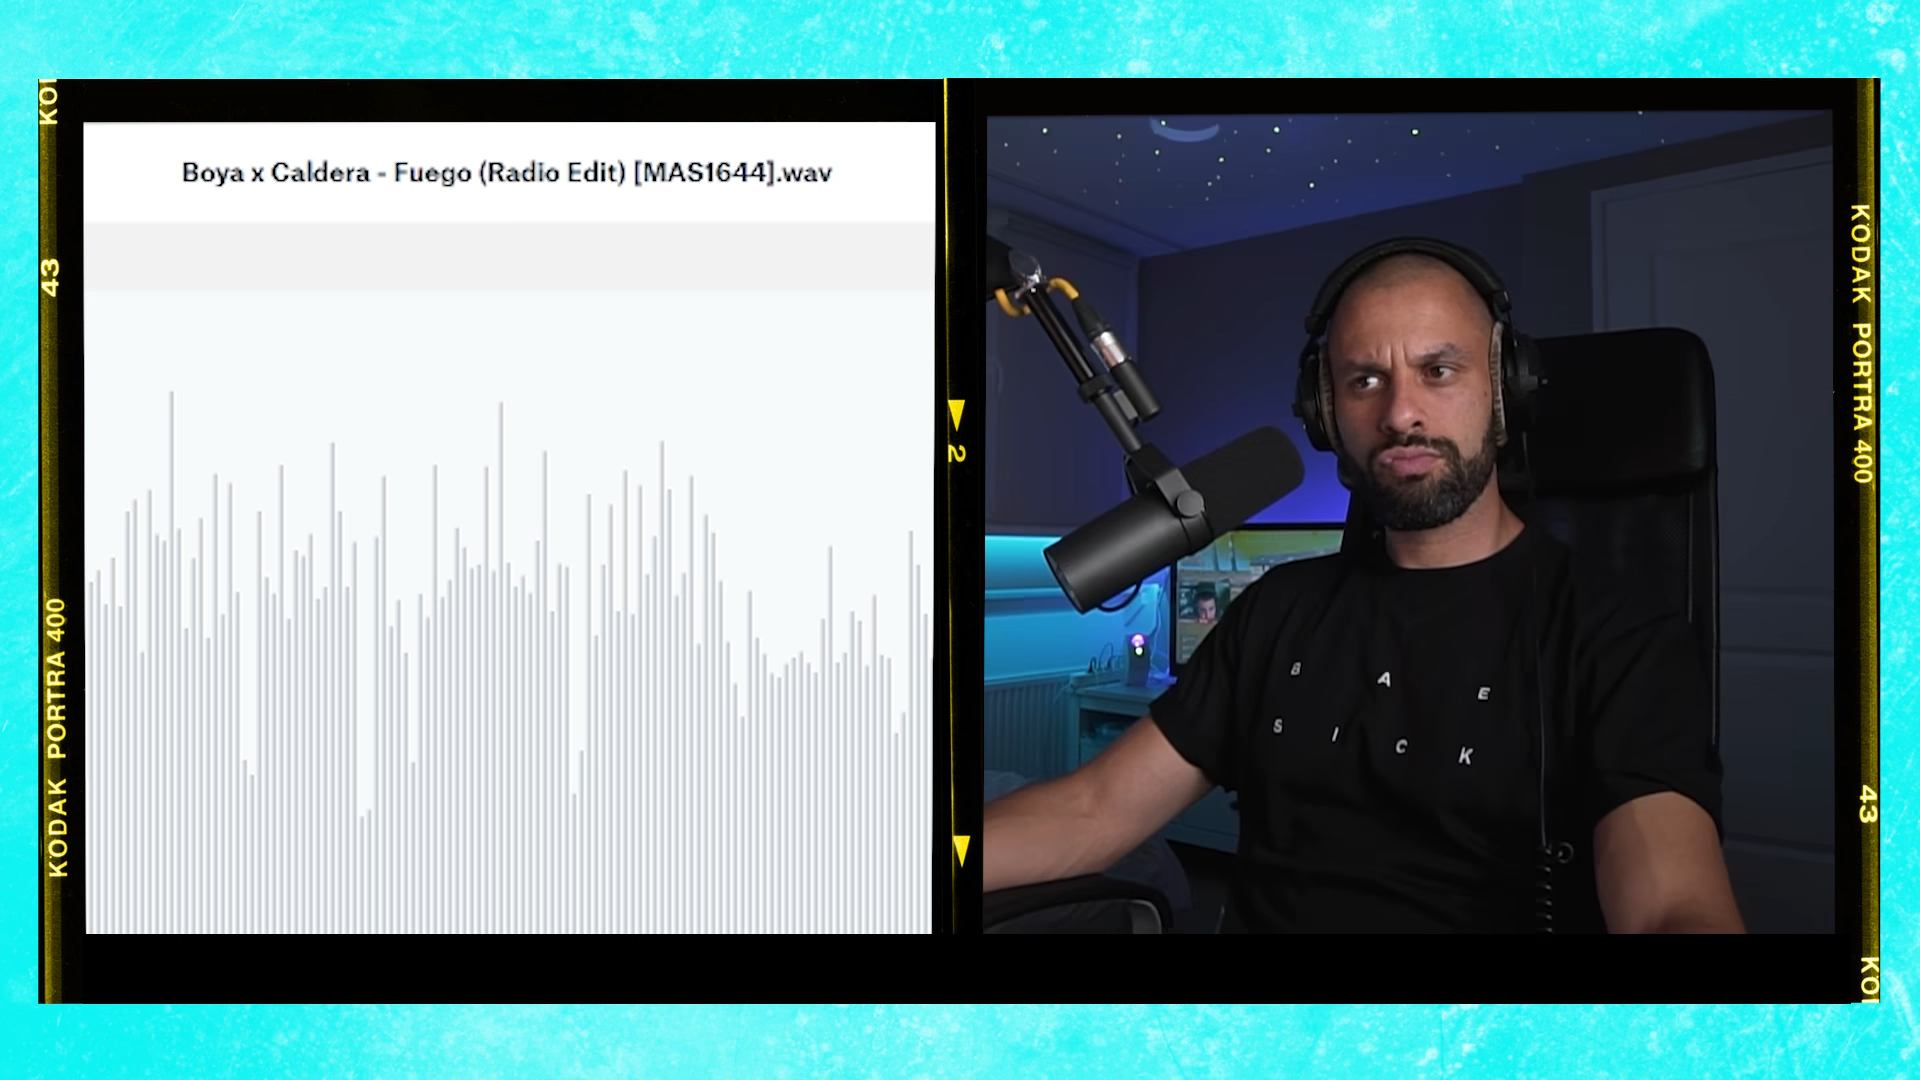 KO
43
KODAK PORTRA 400
Boya x Caldera - Fuego (Radio Edit) [MAS1644].wav
2
B A E
S I C K
KODAK PORTRA 400
43
KO